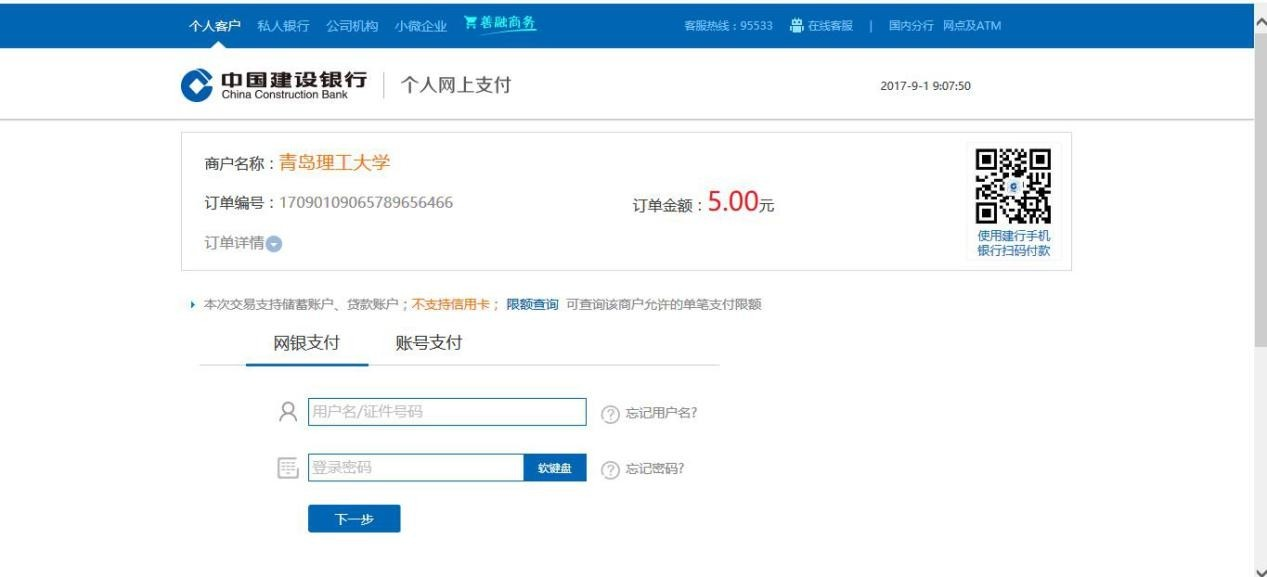 个人客户 私人银行 公司机构 小微企业 善融商务 客服热线：95533 在线客服 | 国内分行 网点及ATM
中国建设银行 个人网上支付 2017-9-1 9:07:50
China Construction Bank
商户名称：青岛理工大学
订单编号：17090109065789656466 订单金额：5.00元
订单详情
使用建行手机
银行扫码付款
本次交易支持储蓄账户、贷款账户；不支持信用卡； 限额查询 可查询该商户允许的单笔支付限额
网银支付 账号支付
用户名/证件号码 ? 忘记用户名?
登录密码 软键盘 ? 忘记密码?
下一步